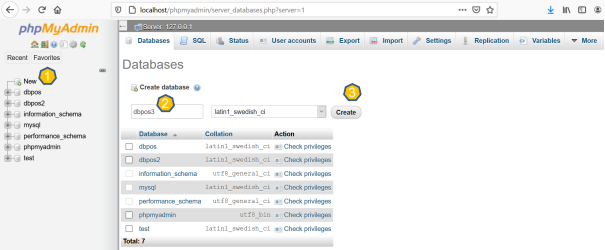 localhost/phpmyadmin/server_databases.php?server=1
phpMyAdmin
Recent Favorites
New
dbpos
dbpos2
information_schema
mysql
performance_schema
phpmyadmin
test
1
Server: 127.0.0.1
Databases SQL Status User accounts Export Import Settings Replication Variables More
Databases
Create database
2
3
dbpos3 latin1_swedish_ci Create
Database Collation Action
dbpos latin1_swedish_ci Check privileges
dbpos2 latin1_swedish_ci Check privileges
information_schema utf8_general_ci Check privileges
mysql latin1_swedish_ci Check privileges
performance_schema utf8_general_ci Check privileges
phpmyadmin utf8_bin Check privileges
test latin1_swedish_ci Check privileges
Total: 7